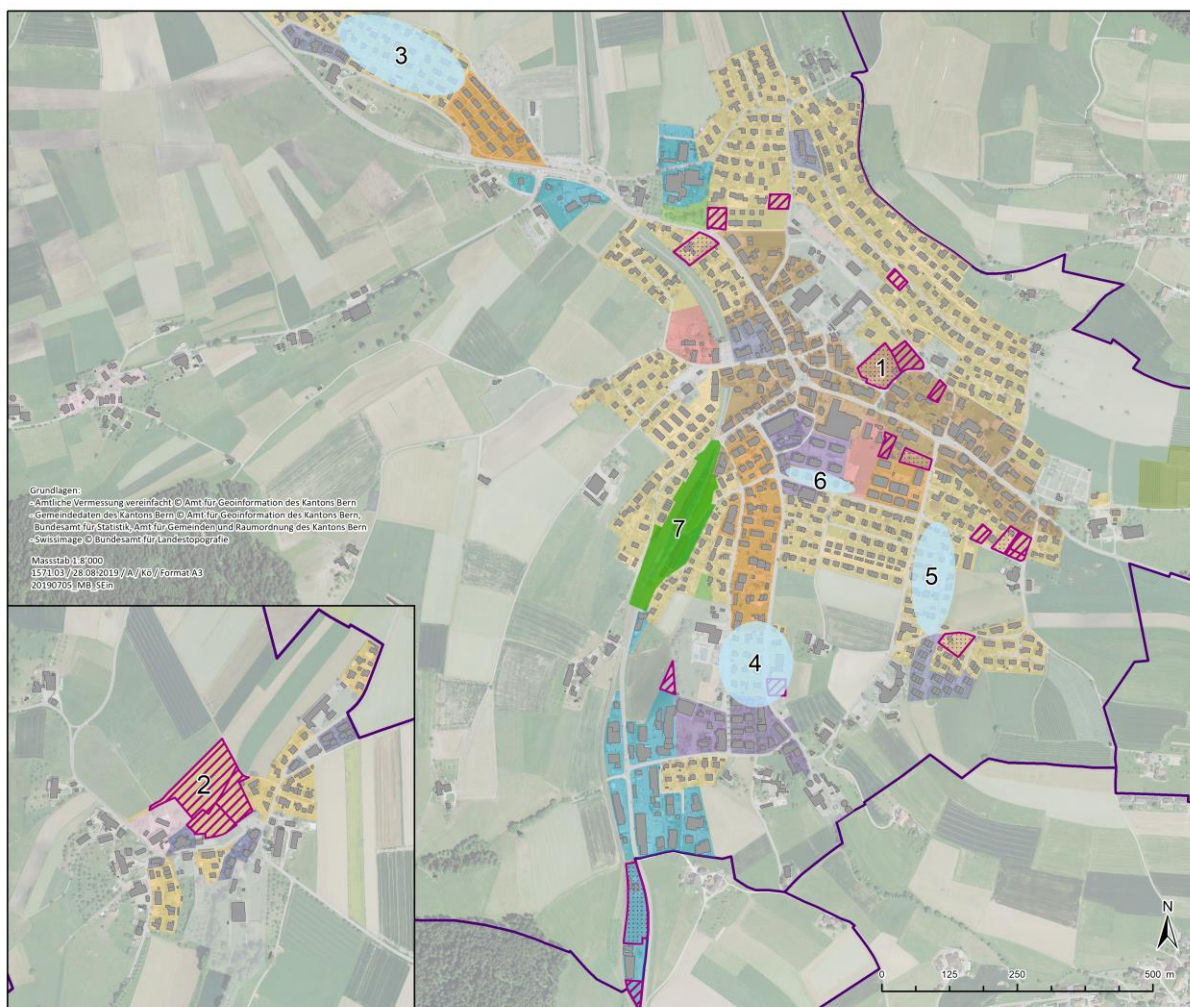 3
1
6
7
5
4
Grundlagen:
- Amtliche Vermessung vereinfacht © Amt für Geoinformation des Kantons Bern
- Gemeindedaten des Kantons Bern © Amt für Geoinformation des Kantons Bern,
Bundesamt für Statistik, Amt für Gemeinden und Raumordnung des Kantons Bern
- Swissimage © Bundesamt für Landestopografie
Massstab 1:8'000
1571.03 / 28.08.2019 / A / Kö / Format A3
20190705_MB_SEin
2
N
0 125 250 500 m